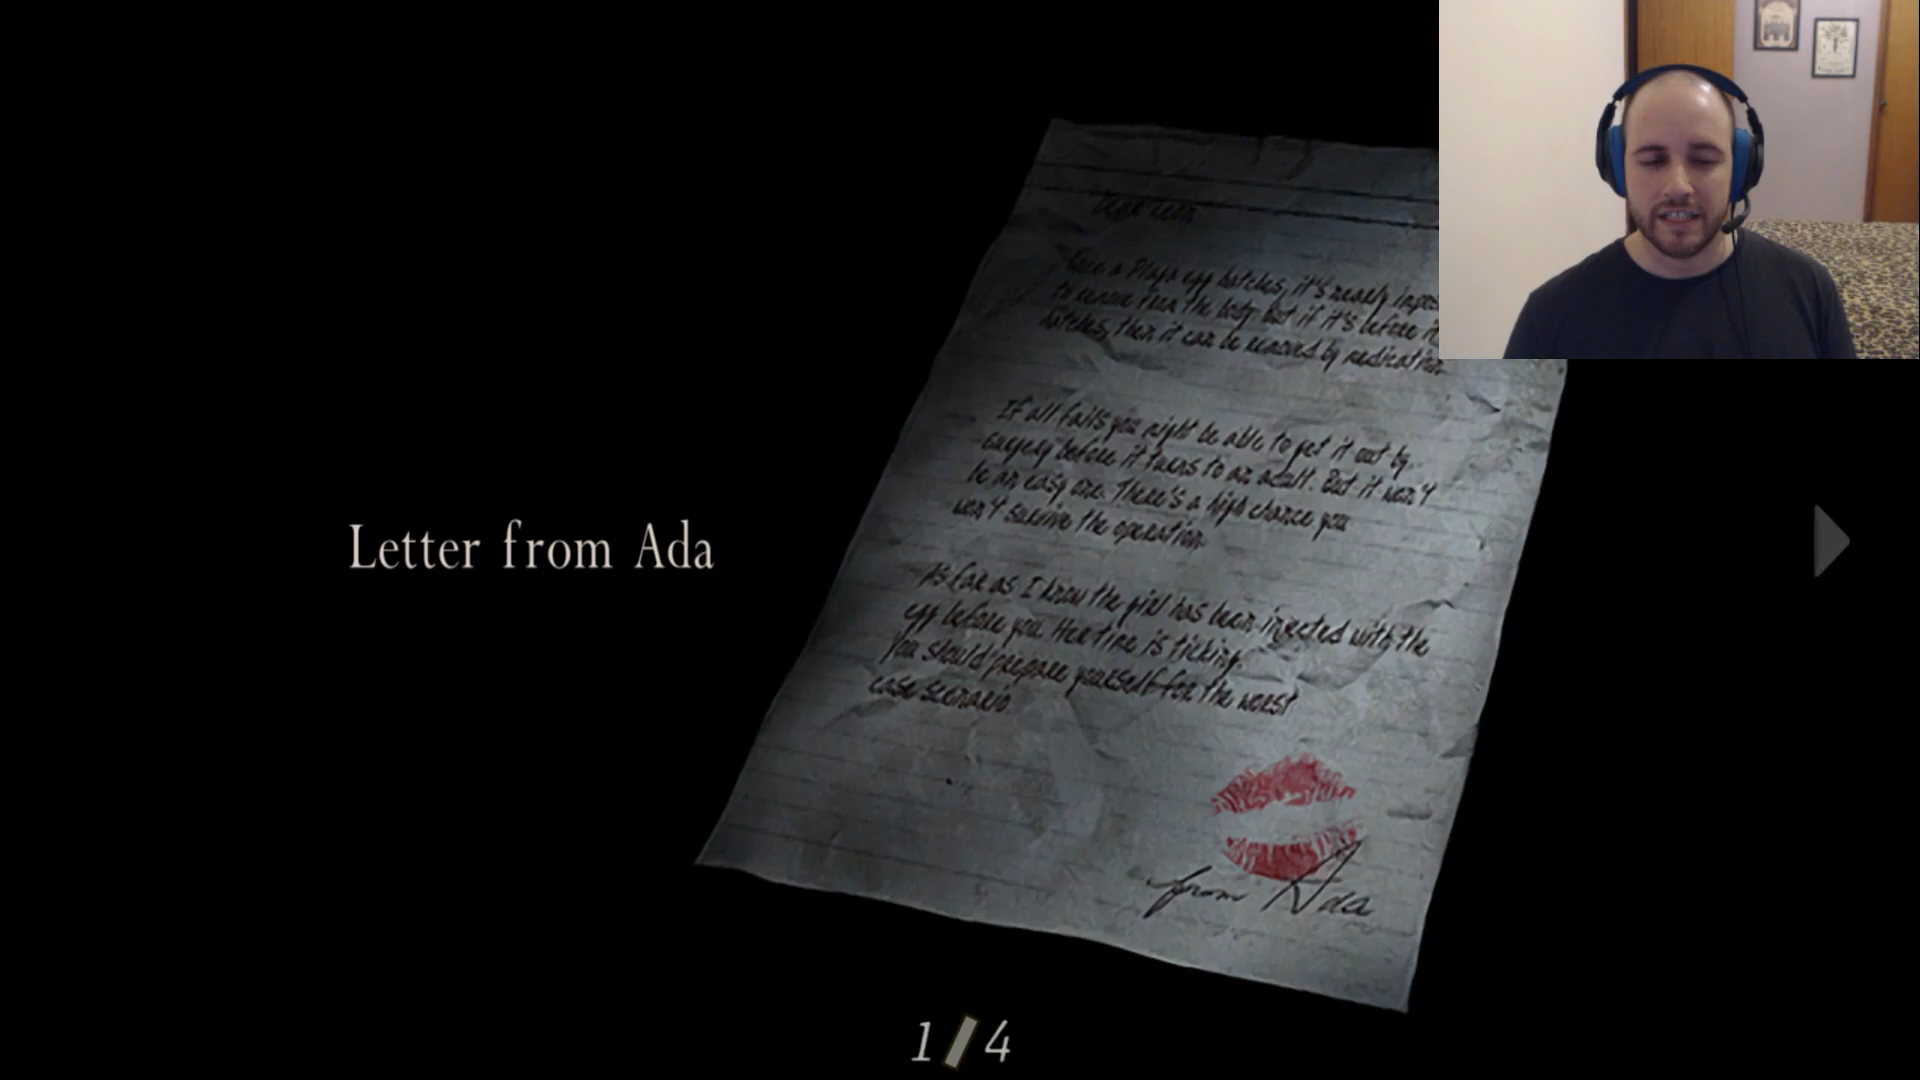 Dear Leon
Once a Plaga egg hatches, it's nearly
to remove from the body. But if it's before it
hatches, then it can be removed by medication.
If all fails you might be able to get it out by
surgery before it turns to an adult. But it won't
be an easy one. There's a high chance you
won't survive the operation.
As far as I know the girl has been injected with the
egg before you. Her time is ticking.
You should prepare yourself for the worst
case scenario.
from Ada
Letter from Ada
1/4